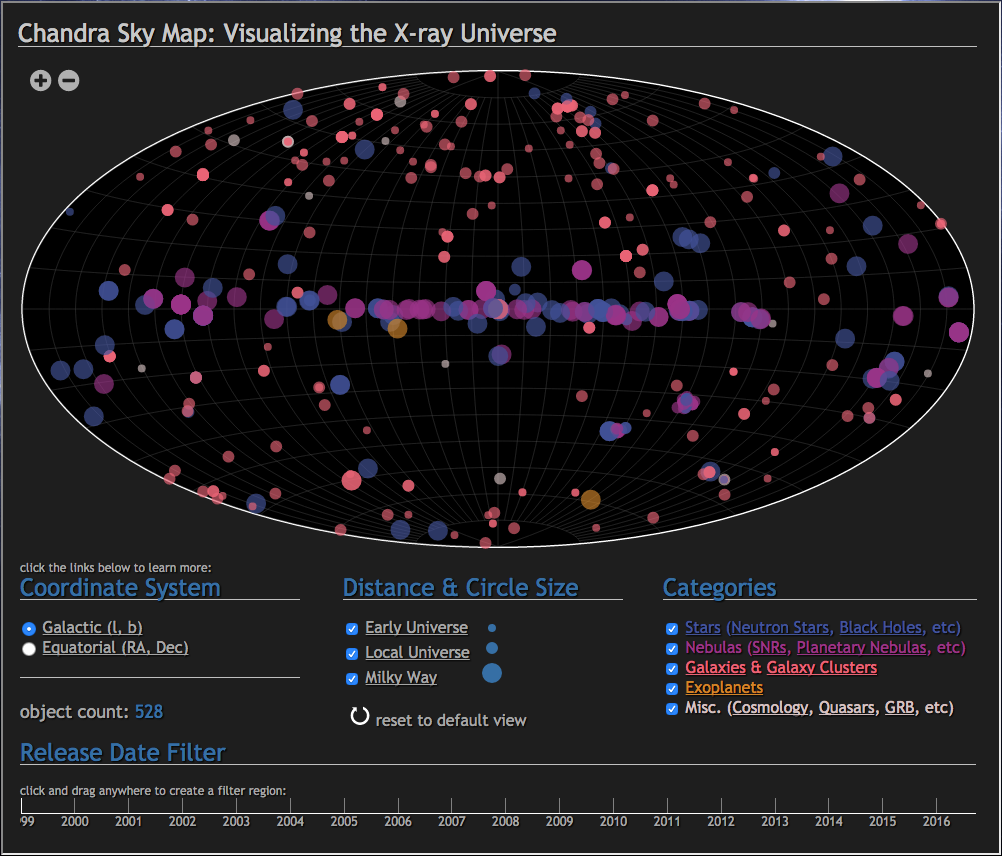 Chandra Sky Map: Visualizing the X-ray Universe
click the links below to learn more:
Coordinate System
Galactic (l, b)
Equatorial (RA, Dec)
object count: 528
Distance & Circle Size
Early Universe
Local Universe
Milky Way
reset to default view
Categories
Stars (Neutron Stars, Black Holes, etc)
Nebulas (SNRs, Planetary Nebulas, etc)
Galaxies & Galaxy Clusters
Exoplanets
Misc. (Cosmology, Quasars, GRB, etc)
Release Date Filter
click and drag anywhere to create a filter region:
99 2000 2001 2002 2003 2004 2005 2006 2007 2008 2009 2010 2011 2012 2013 2014 2015 2016